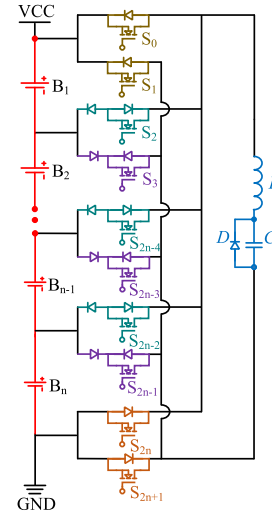 VCC
S0
B1
S1
S2
B2
S3
S2n-4
D
C
S2n-3
Bn-1
S2n-2
Bn
S2n-1
S2n
S2n+1
GND